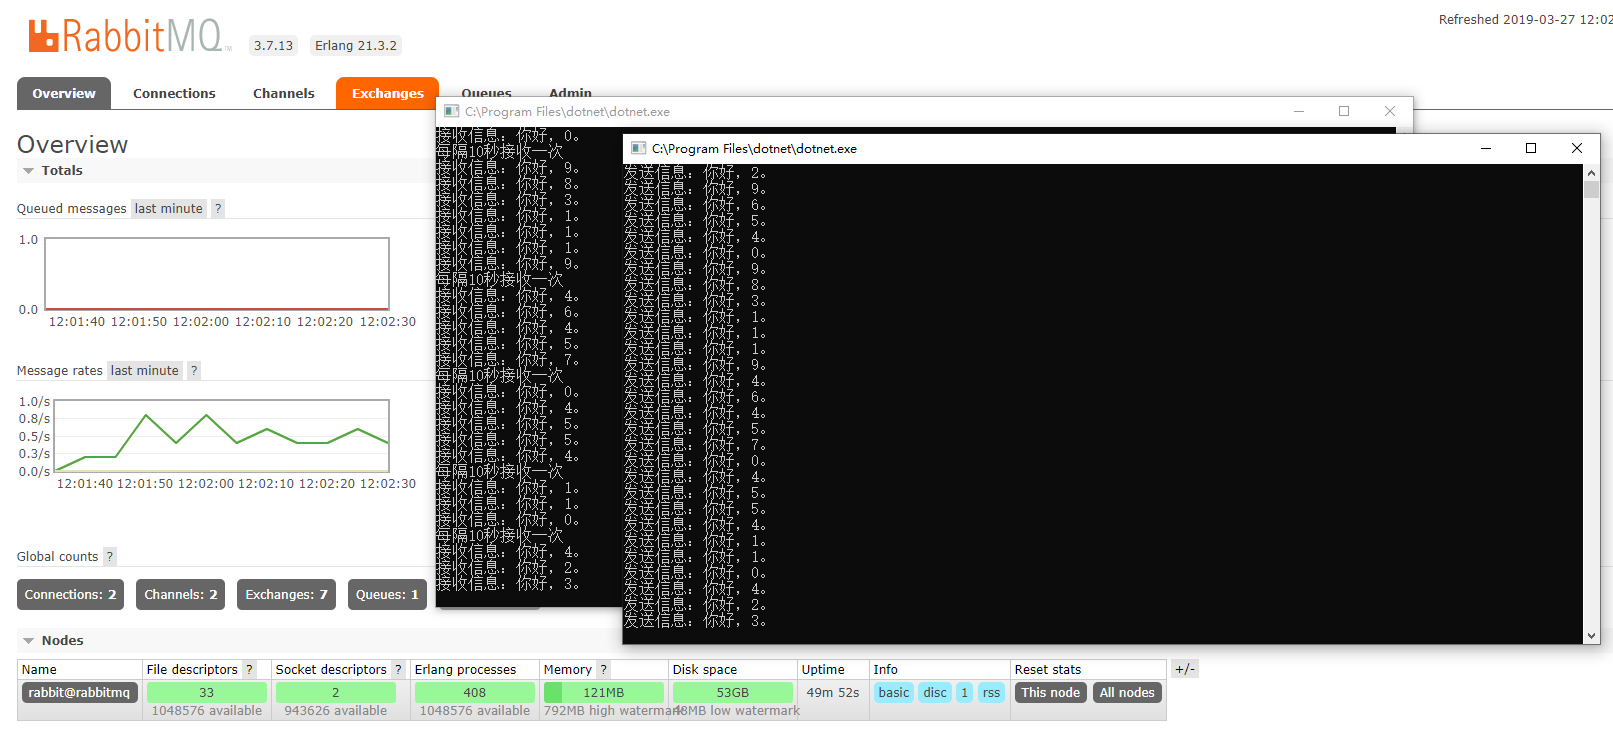 RabbitMQ TM 3.7.13 Erlang 21.3.2
Refreshed 2019-03-27 12:02
Overview Connections Channels Exchanges Queues Admin
Overview
Totals
Queued messages last minute ?
1.0
0.0
12:01:40 12:01:50 12:02:00 12:02:10 12:02:20 12:02:30
Message rates last minute ?
1.0/s
0.8/s
0.5/s
0.3/s
0.0/s
12:01:40 12:01:50 12:02:00 12:02:10 12:02:20 12:02:30
Global counts ?
Connections: 2 Channels: 2 Exchanges: 7 Queues: 1
C:\Program Files\dotnet\dotnet.exe
接收信息：你好，0。
每隔10秒接收一次
接收信息：你好，9。
接收信息：你好，8。
接收信息：你好，3。
接收信息：你好，1。
接收信息：你好，1。
接收信息：你好，1。
接收信息：你好，9。
每隔10秒接收一次
接收信息：你好，4。
接收信息：你好，6。
接收信息：你好，4。
接收信息：你好，5。
接收信息：你好，7。
每隔10秒接收一次
接收信息：你好，0。
接收信息：你好，4。
接收信息：你好，5。
接收信息：你好，5。
接收信息：你好，4。
每隔10秒接收一次
接收信息：你好，1。
接收信息：你好，1。
接收信息：你好，0。
每隔10秒接收一次
接收信息：你好，4。
接收信息：你好，2。
接收信息：你好，3。
C:\Program Files\dotnet\dotnet.exe
发送信息：你好，2。
发送信息：你好，9。
发送信息：你好，6。
发送信息：你好，5。
发送信息：你好，4。
发送信息：你好，0。
发送信息：你好，9。
发送信息：你好，8。
发送信息：你好，3。
发送信息：你好，1。
发送信息：你好，1。
发送信息：你好，1。
发送信息：你好，9。
发送信息：你好，4。
发送信息：你好，6。
发送信息：你好，4。
发送信息：你好，5。
发送信息：你好，7。
发送信息：你好，0。
发送信息：你好，4。
发送信息：你好，5。
发送信息：你好，5。
发送信息：你好，4。
发送信息：你好，1。
发送信息：你好，1。
发送信息：你好，0。
发送信息：你好，4。
发送信息：你好，2。
发送信息：你好，3。
Nodes
Name File descriptors ? Socket descriptors ? Erlang processes Memory ? Disk space Uptime Info Reset stats +/-
rabbit@rabbitmq 33 2 408 121MB 53GB 49m 52s basic disc 1 rss This node All nodes
1048576 available 943626 available 1048576 available 792MB high watermark 48MB low watermark